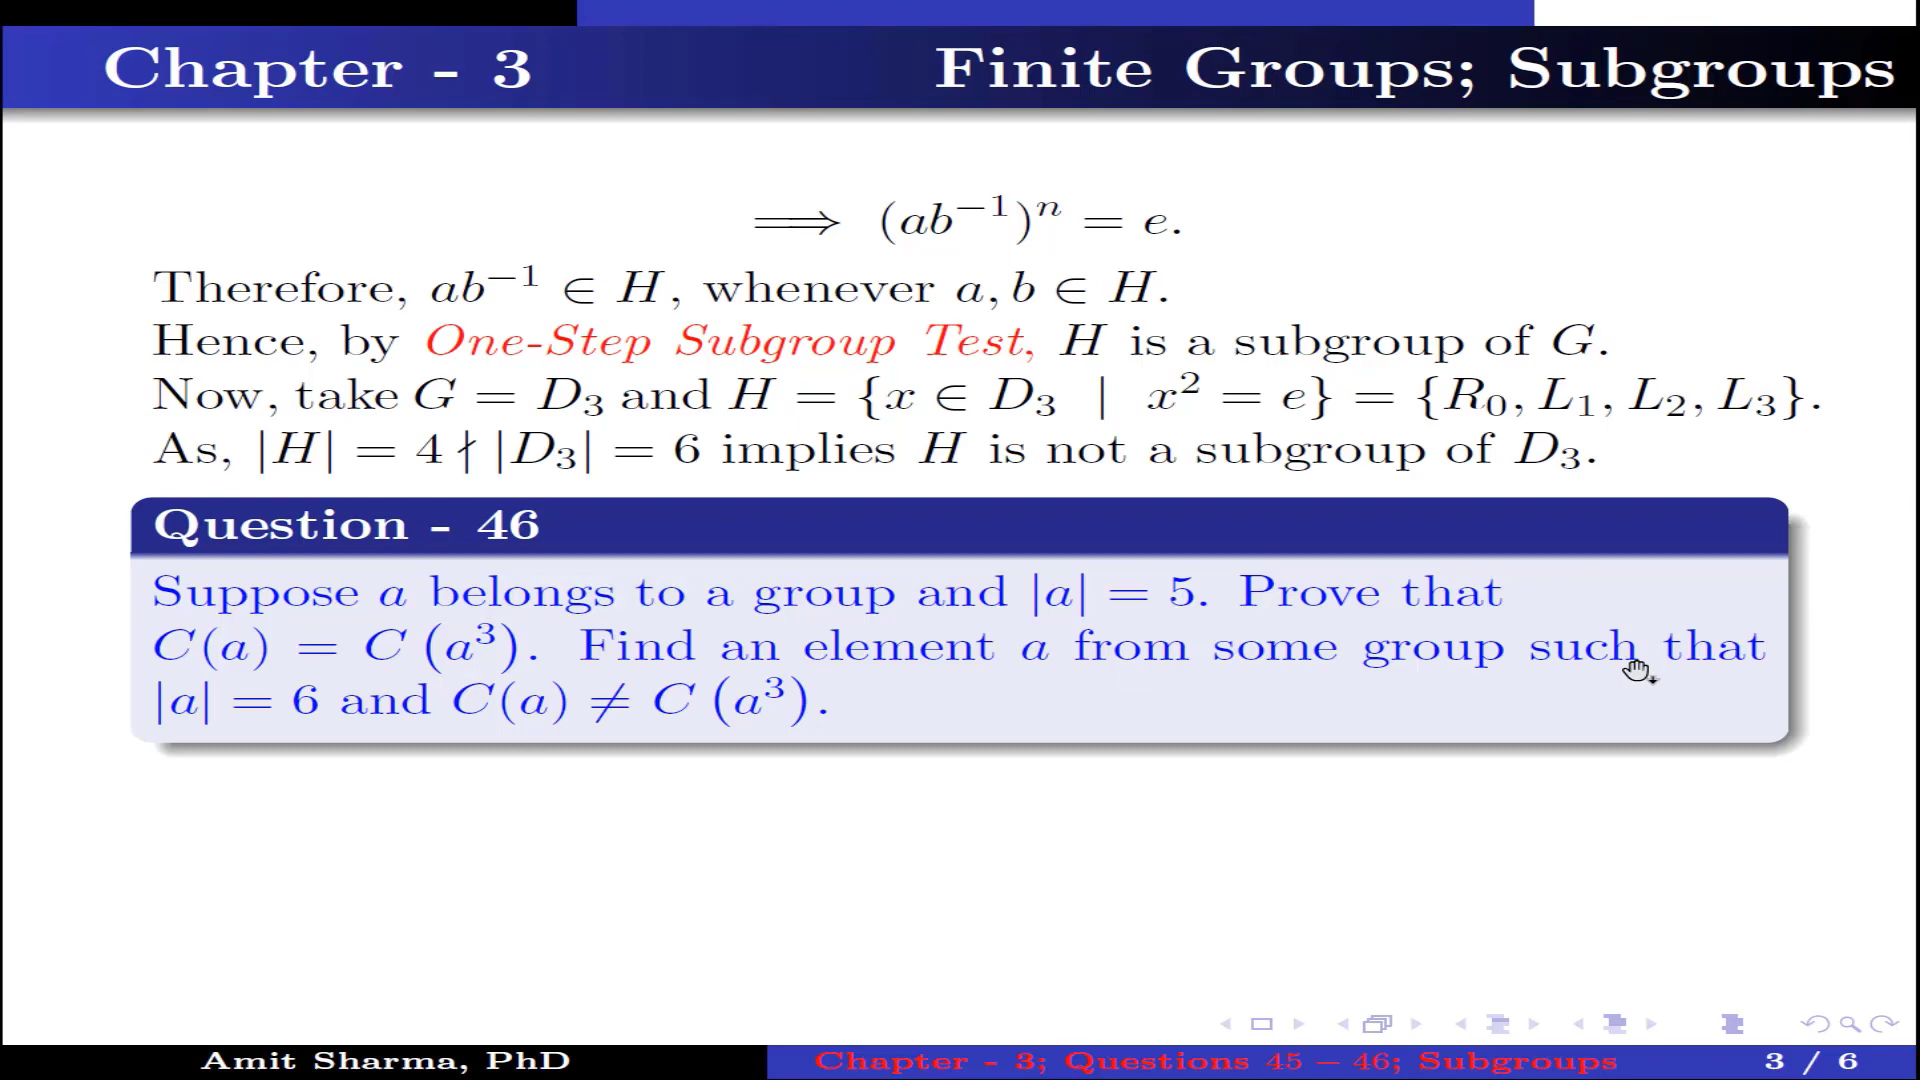 Chapter - 3 Finite Groups; Subgroups
⟹ (ab⁻¹)ⁿ = e.
Therefore, ab⁻¹ ∈ H, whenever a, b ∈ H.
Hence, by One-Step Subgroup Test, H is a subgroup of G.
Now, take G = D₃ and H = {x ∈ D₃ | x² = e} = {R₀, L₁, L₂, L₃}.
As, |H| = 4 ∤ |D₃| = 6 implies H is not a subgroup of D₃.
Question - 46
Suppose a belongs to a group and |a| = 5. Prove that
C(a) = C (a³). Find an element a from some group such that
|a| = 6 and C(a) ≠ C (a³).
Amit Sharma, PhD Chapter - 3; Questions 45 – 46; Subgroups 3 / 6